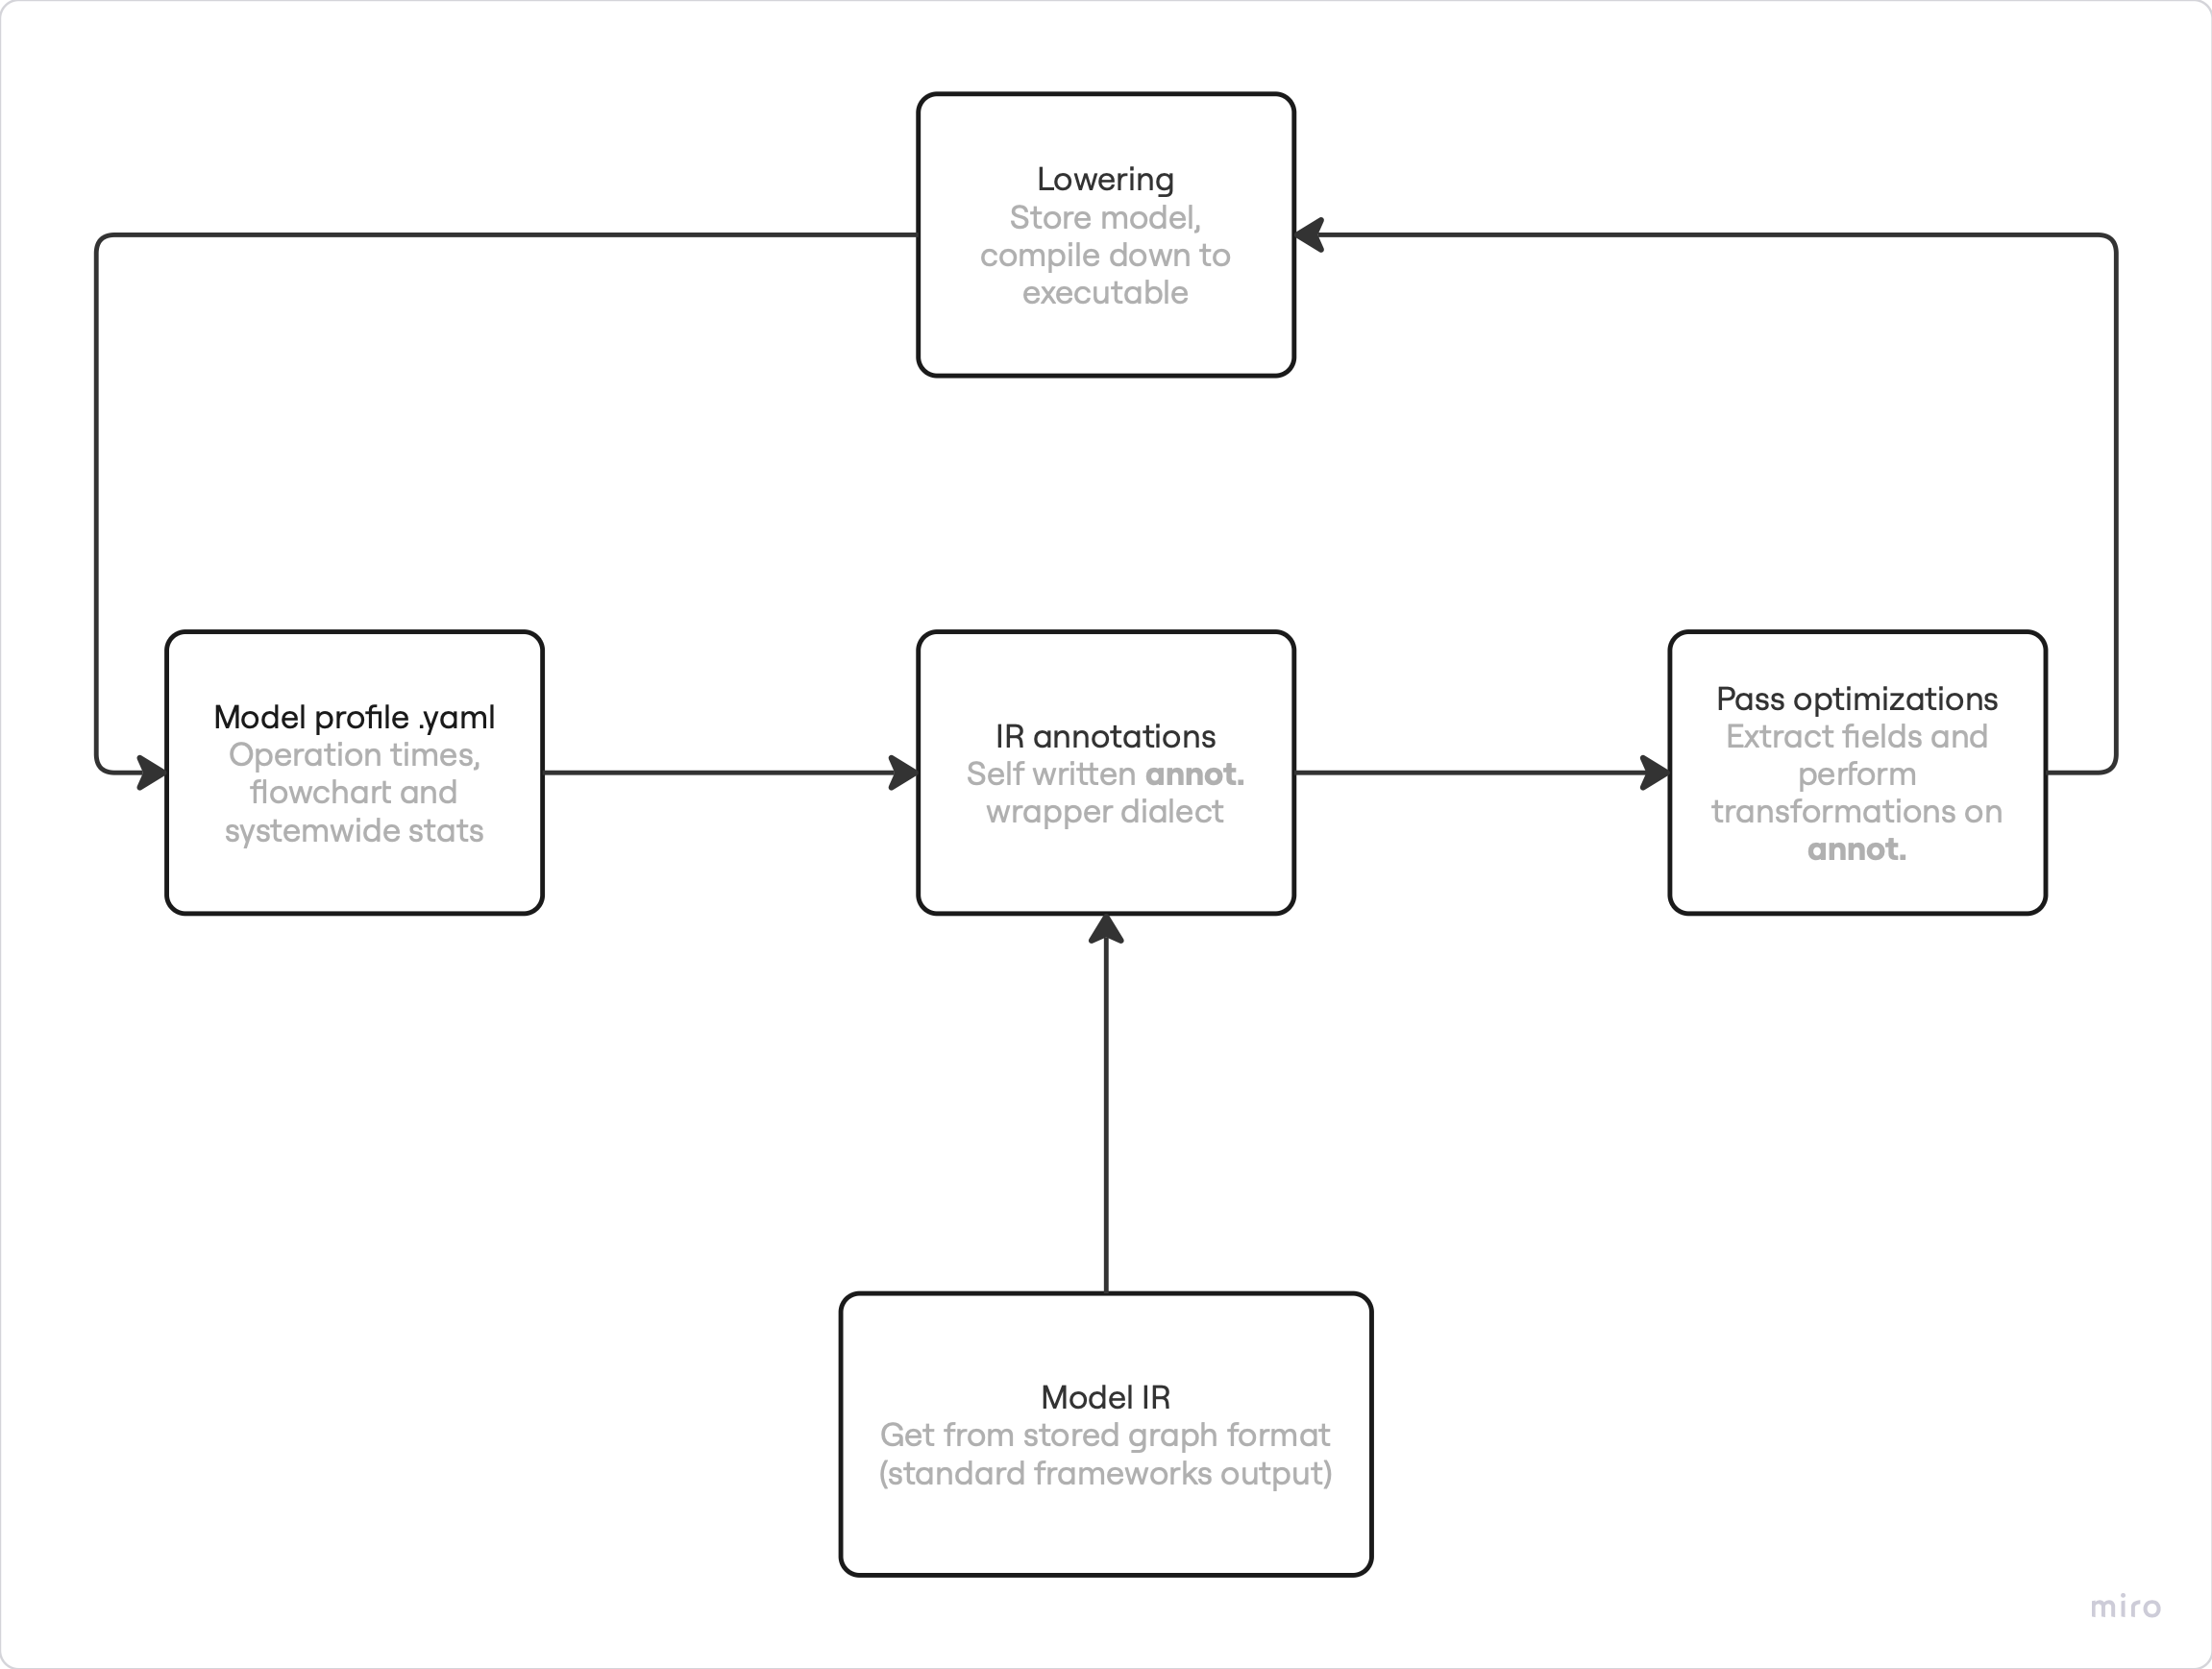 Lowering
Store model,
compile down to
executable
Model profile .yaml
Operation times,
flowchart and
systemwide stats
IR annotations
Self written annot.
wrapper dialect
Pass optimizations
Extract fields and
perform
transformations on
annot.
Model IR
Get from stored graph format
(standard frameworks output)
miro